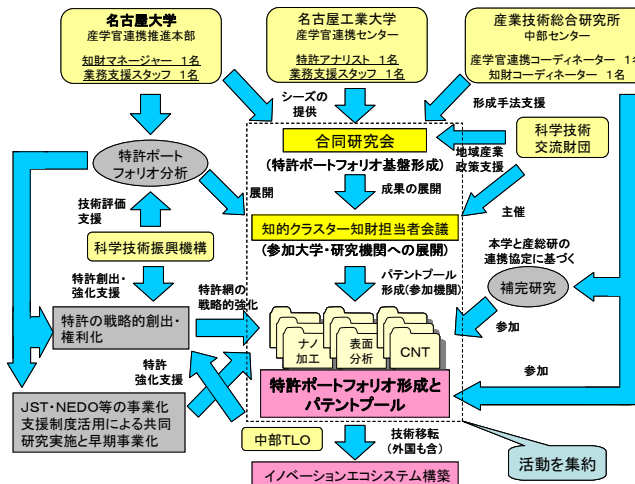 名古屋大学
産学官連携推進本部
知財マネージャー 1名
業務支援スタッフ 1名
名古屋工業大学
産学官連携センター
特許アナリスト 1名
業務支援スタッフ 1名
産業技術総合研究所
中部センター
産学官連携コーディネーター 1名
知財コーディネーター 1名
シーズの
提供
形成手法支援
合同研究会
(特許ポートフォリオ基盤形成)
地域産業
政策支援
科学技術
交流財団
特許ポート
フォリオ分析
技術評価
支援
展開
成果の展開
主催
知的クラスター知財担当者会議
(参加大学・研究機関への展開)
科学技術振興機構
特許創出・
強化支援
特許網の
戦略的強化
パテントプール
形成(参加機関)
本学と産総研の
連携協定に基づく
補完研究
特許の戦略的創出・
権利化
ナノ
加工
表面
分析
CNT
参加
特許
強化支援
特許ポートフォリオ形成と
パテントプール
参加
JST・NEDO等の事業化
支援制度活用による共同
研究実施と早期事業化
中部TLO
技術移転
(外国も含)
活動を集約
イノベーションエコシステム構築